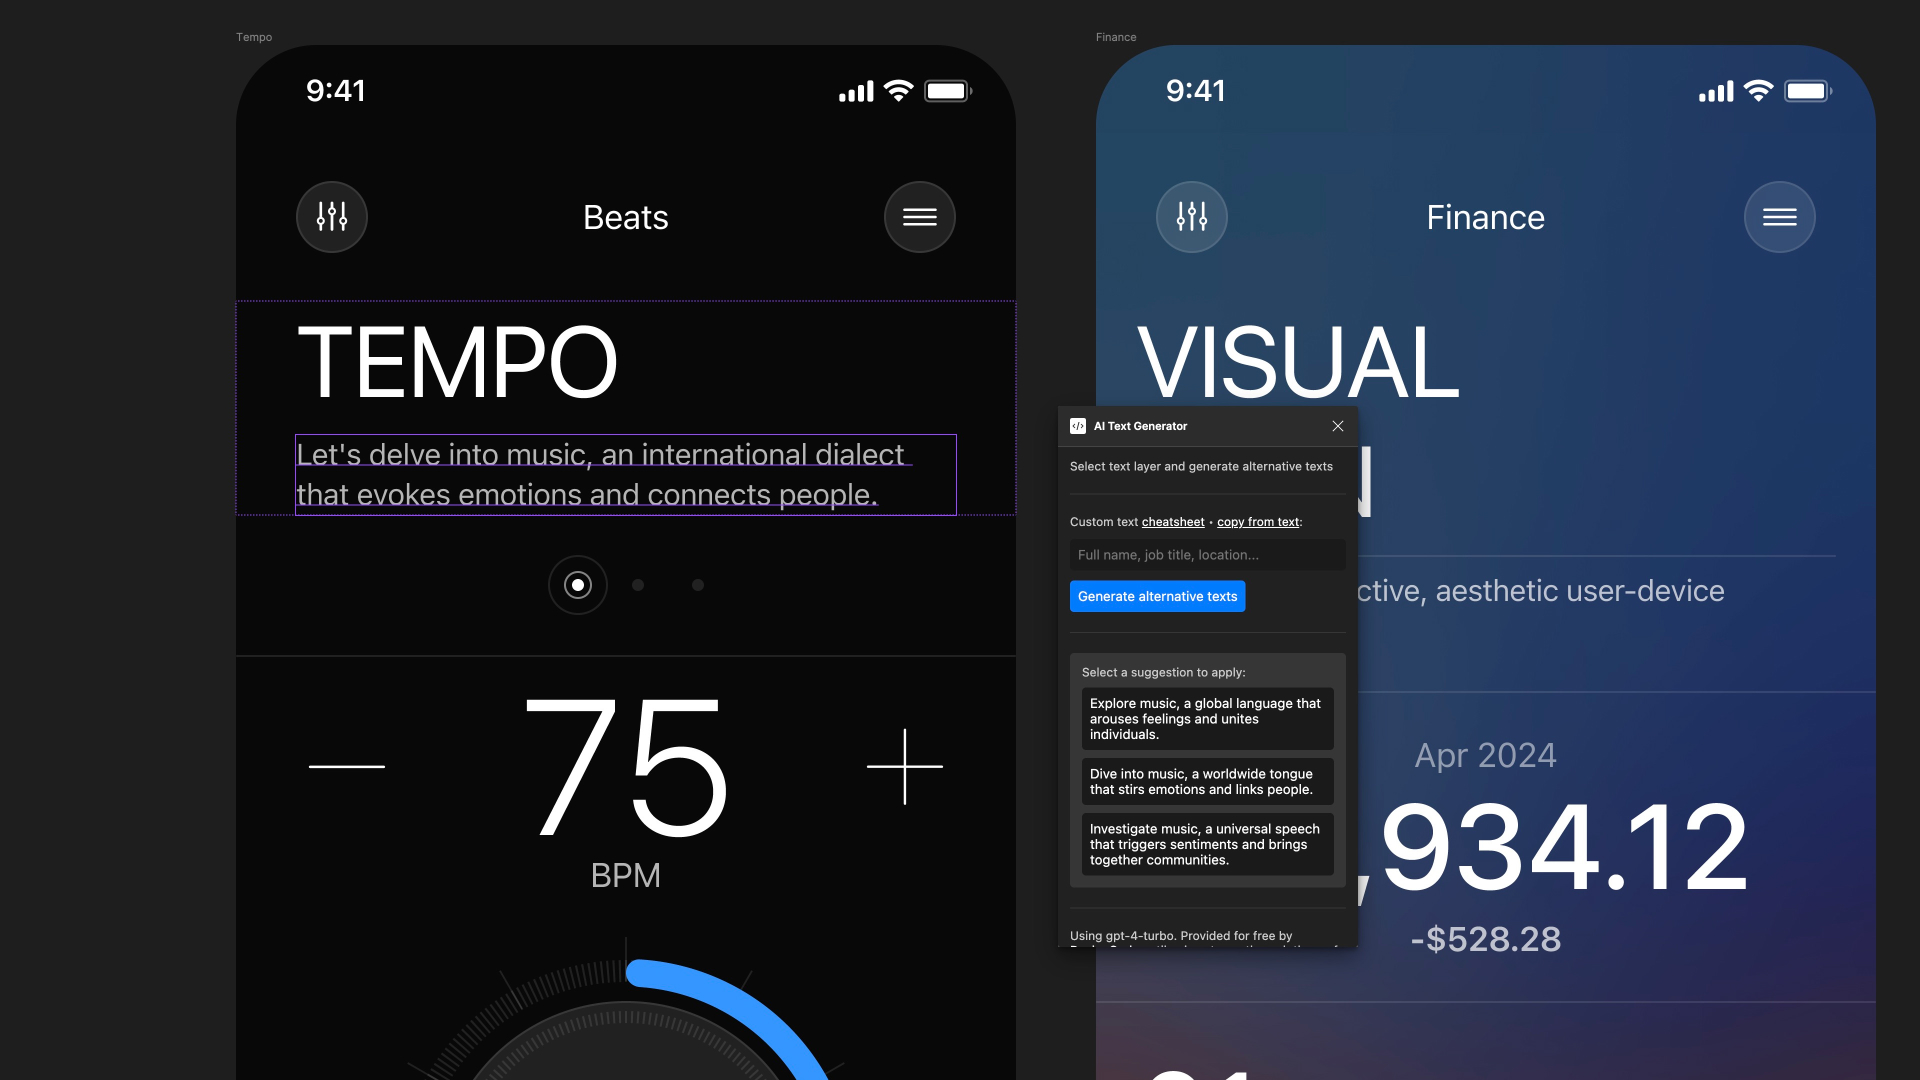 Tempo
9:41
Beats
TEMPO
Let's delve into music, an international dialect
that evokes emotions and connects people.
75
BPM
Finance
9:41
Finance
VISUAL
ctive, aesthetic user-device
Apr 2024
,934.12
-$528.28
AI Text Generator
Select text layer and generate alternative texts
Custom text cheatsheet • copy from text:
Full name, job title, location...
Generate alternative texts
Select a suggestion to apply:
Explore music, a global language that
arouses feelings and unites
individuals.
Dive into music, a worldwide tongue
that stirs emotions and links people.
Investigate music, a universal speech
that triggers sentiments and brings
together communities.
Using gpt-4-turbo. Provided for free by